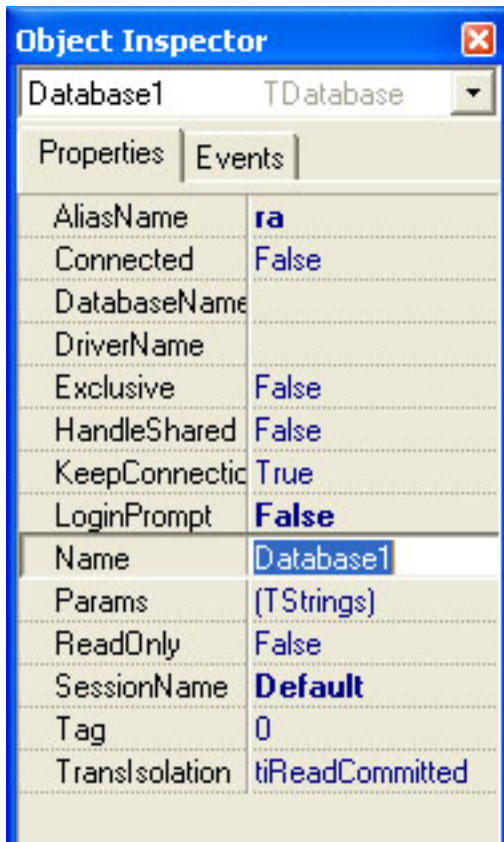 Object Inspector
Database1 TDatabase
Properties Events
AliasName ra
Connected False
DatabaseName
DriverName
Exclusive False
HandleShared False
KeepConnectic True
LoginPrompt False
Name Database1
Params (TStrings)
ReadOnly False
SessionName Default
Tag 0
TransIsolation tiReadCommitted